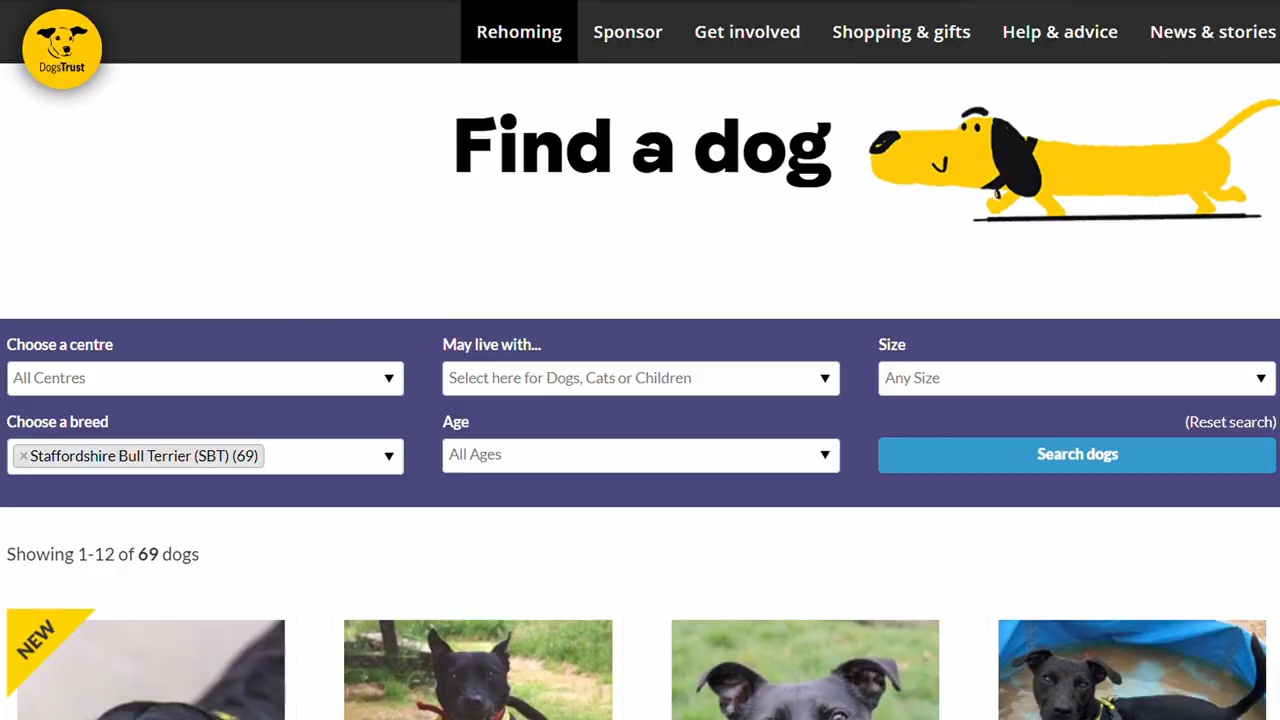 DogsTrust
Rehoming
Sponsor
Get involved
Shopping & gifts
Help & advice
News & stories
Find a dog
Choose a centre
May live with...
Size
All Centres
Select here for Dogs, Cats or Children
Any Size
Choose a breed
Age
(Reset search)
×Staffordshire Bull Terrier (SBT) (69)
All Ages
Search dogs
Showing 1-12 of 69 dogs
NEW